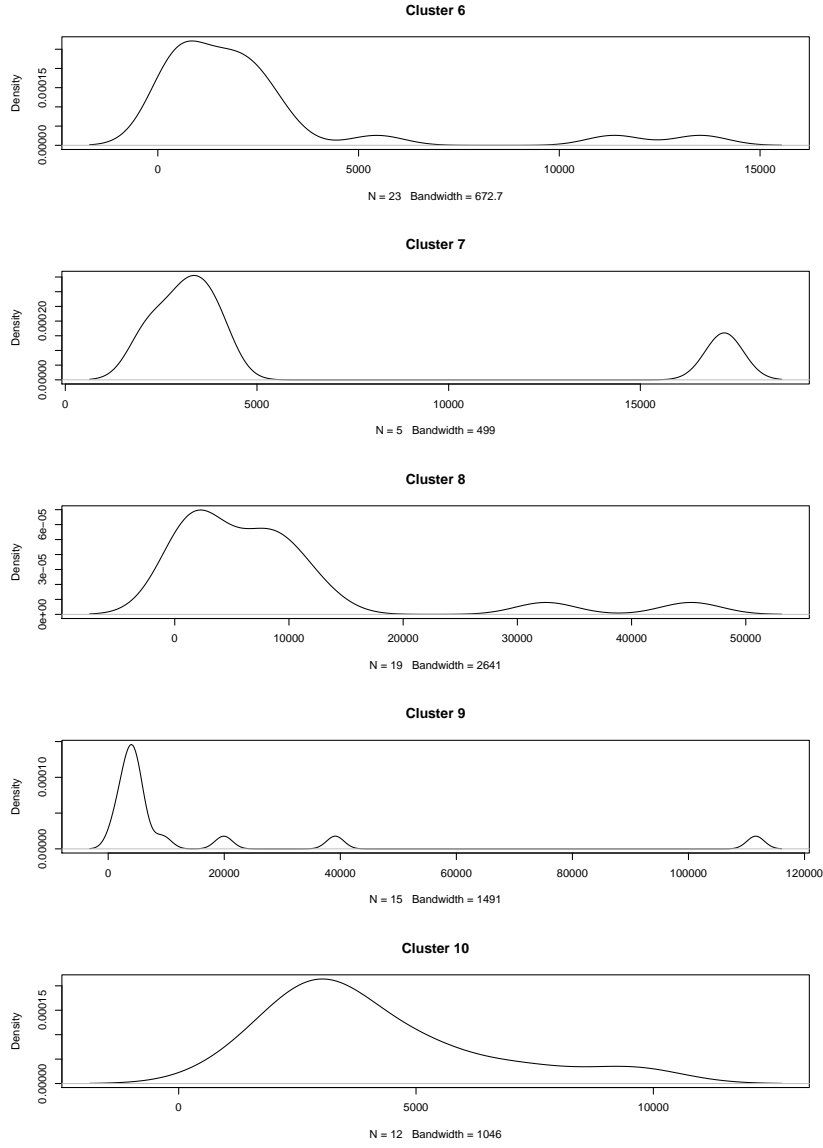 Cluster 6
Density
0.00000 0.00015
0 5000 10000 15000
N = 23 Bandwidth = 672.7
Cluster 7
Density
0.00000 0.00020
0 5000 10000 15000
N = 5 Bandwidth = 499
Cluster 8
Density
0e+00 3e−05 6e−05
0 10000 20000 30000 40000 50000
N = 19 Bandwidth = 2641
Cluster 9
Density
0.00000 0.00010
0 20000 40000 60000 80000 100000 120000
N = 15 Bandwidth = 1491
Cluster 10
Density
0.00000 0.00015
0 5000 10000
N = 12 Bandwidth = 1046